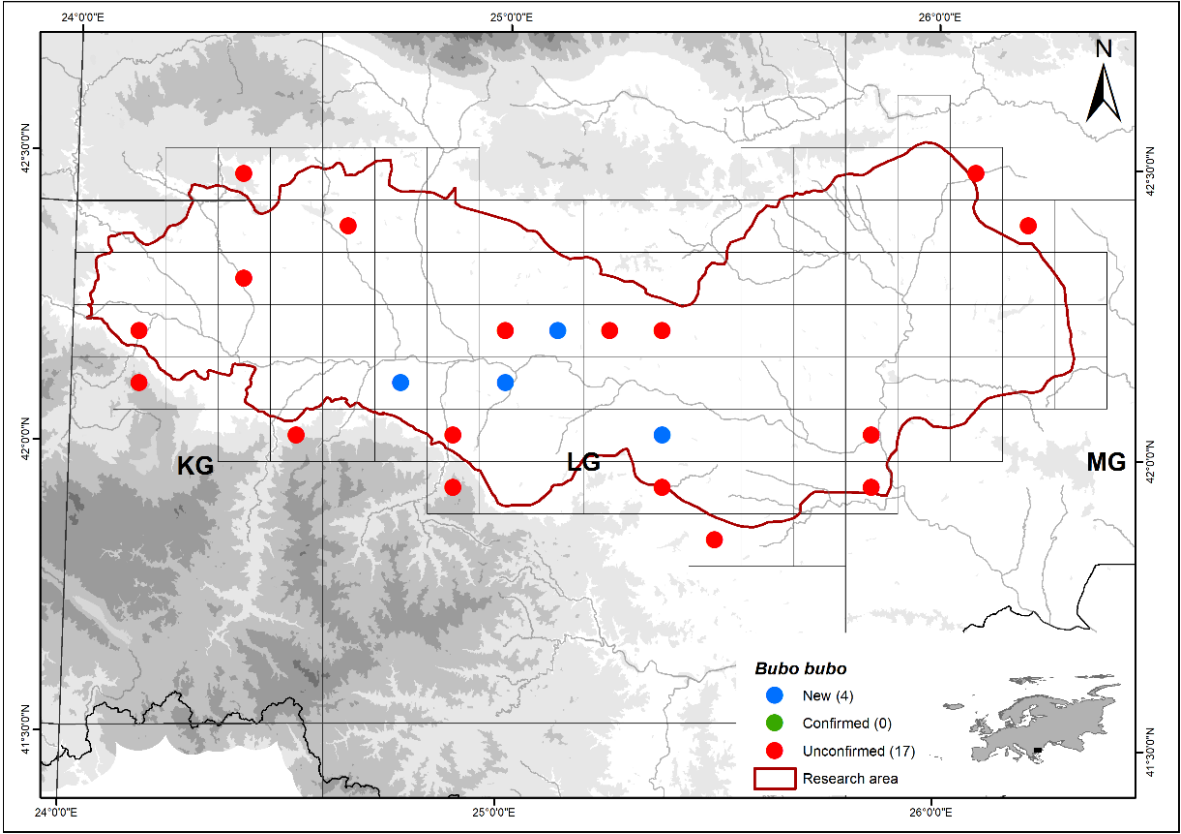 24°0'0"E 25°0'0"E 26°0'0"E
N
42°30'0"N 42°30'0"N
42°0'0"N 42°0'0"N
KG LG MG
41°30'0"N 41°30'0"N
Bubo bubo
New (4)
Confirmed (0)
Unconfirmed (17)
Research area
24°0'0"E 25°0'0"E 26°0'0"E